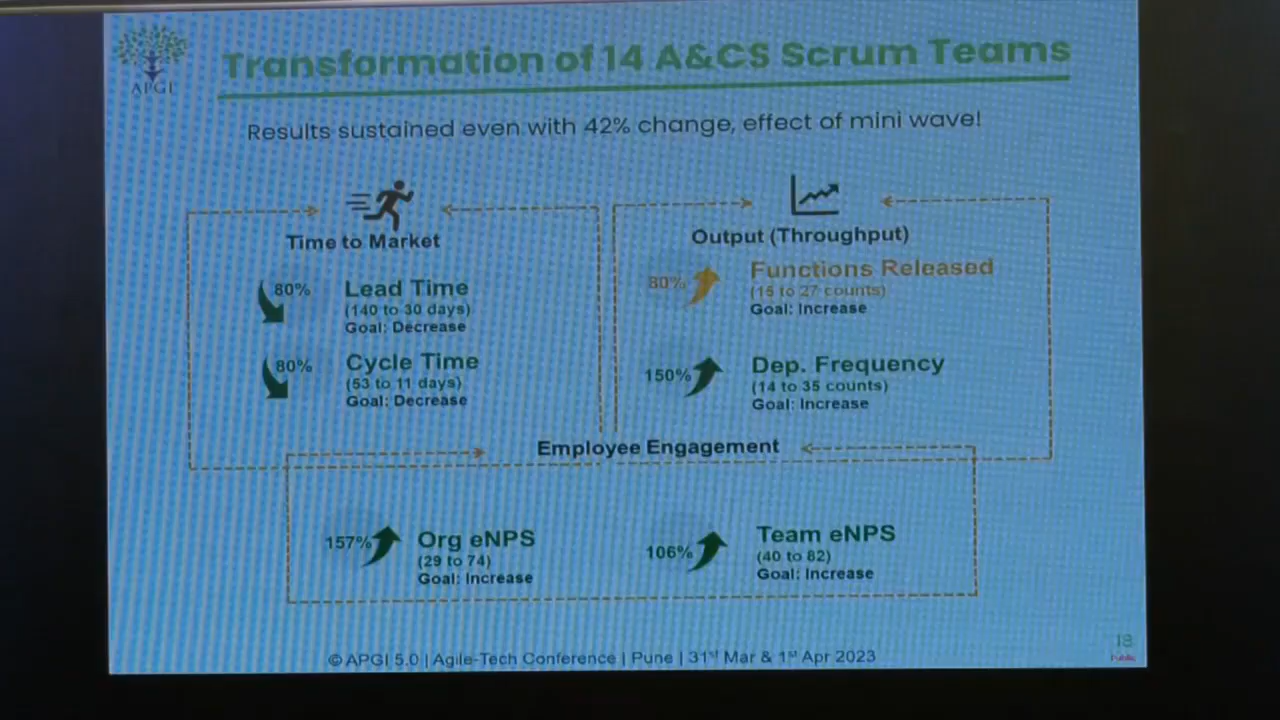 APGI
Transformation of 14 A&CS Scrum Teams
Results sustained even with 42% change, effect of mini wave!
Time to Market
80%
Lead Time
(140 to 30 days)
Goal: Decrease
80%
Cycle Time
(53 to 11 days)
Goal: Decrease
Output (Throughput)
80%
Functions Released
(15 to 27 counts)
Goal: Increase
150%
Dep. Frequency
(14 to 35 counts)
Goal: Increase
Employee Engagement
157%
Org eNPS
(29 to 74)
Goal: Increase
106%
Team eNPS
(40 to 82)
Goal: Increase
© APGI 5.0 | Agile-Tech Conference | Pune | 31st Mar & 1st Apr 2023
18
Public